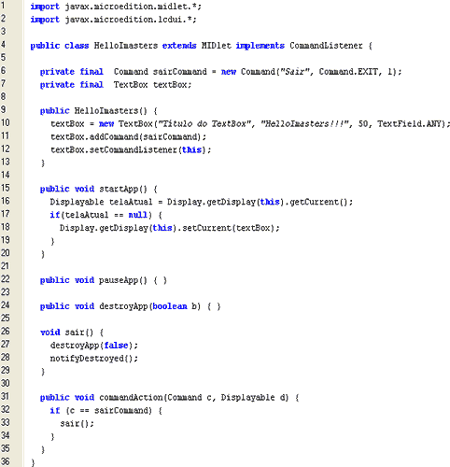 1 import javax.microedition.midlet.*;
2 import javax.microedition.lcdui.*;
3
4 public class HelloImasters extends MIDlet implements CommandListener {
5
6 private final Command sairCommand = new Command("Sair", Command.EXIT, 1);
7 private final TextBox textBox;
8
9 public HelloImasters() {
10 textBox = new TextBox("Titulo do TextBox", "HelloImasters!!!", 50, TextField.ANY);
11 textBox.addCommand(sairCommand);
12 textBox.setCommandListener(this);
13 }
14
15 public void startApp() {
16 Displayable telaAtual = Display.getDisplay(this).getCurrent();
17 if(telaAtual == null) {
18 Display.getDisplay(this).setCurrent(textBox);
19 }
20 }
21
22 public void pauseApp() { }
23
24 public void destroyApp(boolean b) { }
25
26 void sair() {
27 destroyApp(false);
28 notifyDestroyed();
29 }
30
31 public void commandAction(Command c, Displayable d) {
32 if (c == sairCommand) {
33 sair();
34 }
35 }
36 }